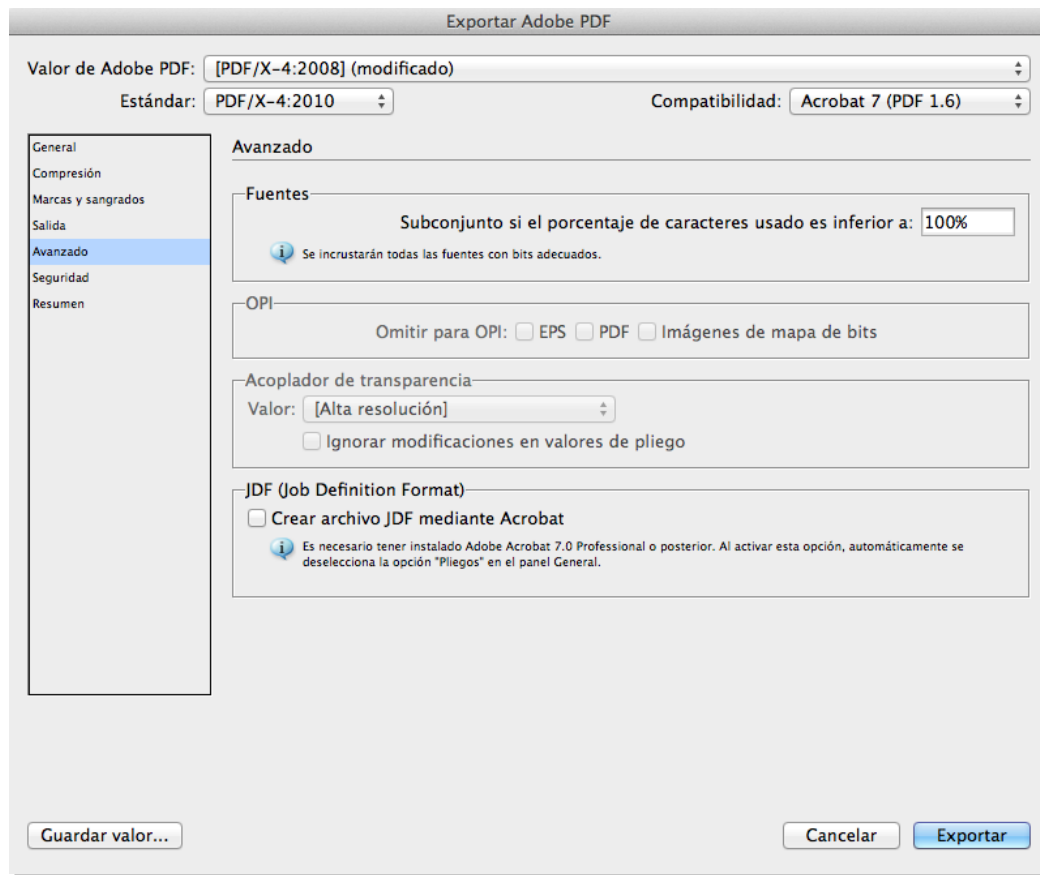 Exportar Adobe PDF
Valor de Adobe PDF: [PDF/X-4:2008] (modificado)
Estándar: PDF/X-4:2010 Compatibilidad: Acrobat 7 (PDF 1.6)
General
Compresión
Marcas y sangrados
Salida
Avanzado
Seguridad
Resumen
Avanzado
Fuentes
Subconjunto si el porcentaje de caracteres usado es inferior a: 100%
Se incrustarán todas las fuentes con bits adecuados.
OPI
Omitir para OPI: EPS PDF Imágenes de mapa de bits
Acoplador de transparencia
Valor: [Alta resolución]
Ignorar modificaciones en valores de pliego
JDF (Job Definition Format)
Crear archivo JDF mediante Acrobat
Es necesario tener instalado Adobe Acrobat 7.0 Professional o posterior. Al activar esta opción, automáticamente se
deselecciona la opción "Pliegos" en el panel General.
Guardar valor... Cancelar Exportar